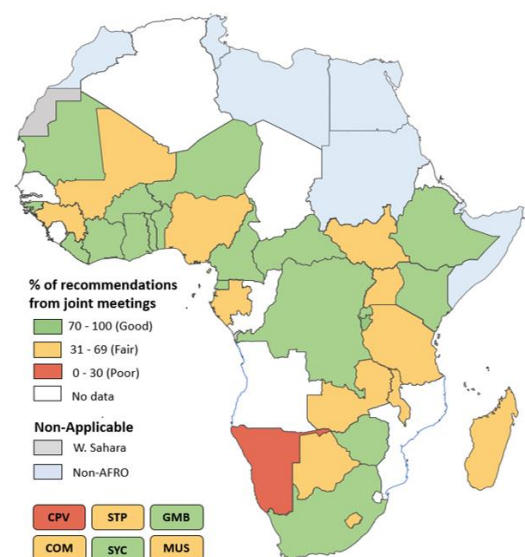 % of recommendations
from joint meetings
70 - 100 (Good)
31 - 69 (Fair)
0 - 30 (Poor)
No data
Non-Applicable
W. Sahara
Non-AFRO
CPV STP GMB
COM SYC MUS